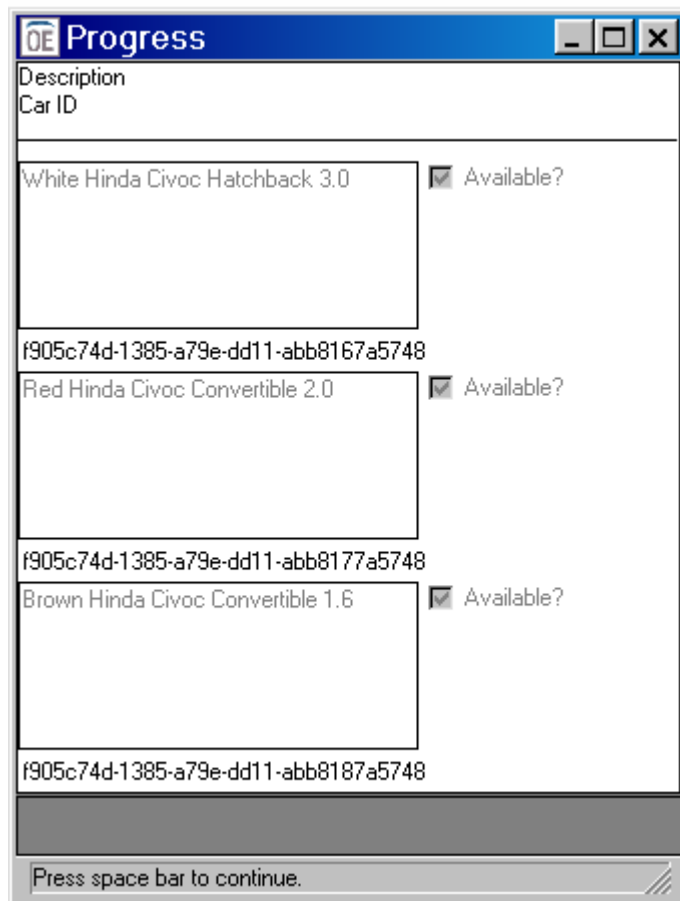 OE Progress
Description
Car ID
White Hinda Civoc Hatchback 3.0
Available?
f905c74d-1385-a79e-dd11-abb8167a5748
Red Hinda Civoc Convertible 2.0
Available?
f905c74d-1385-a79e-dd11-abb8177a5748
Brown Hinda Civoc Convertible 1.6
Available?
f905c74d-1385-a79e-dd11-abb8187a5748
Press space bar to continue.